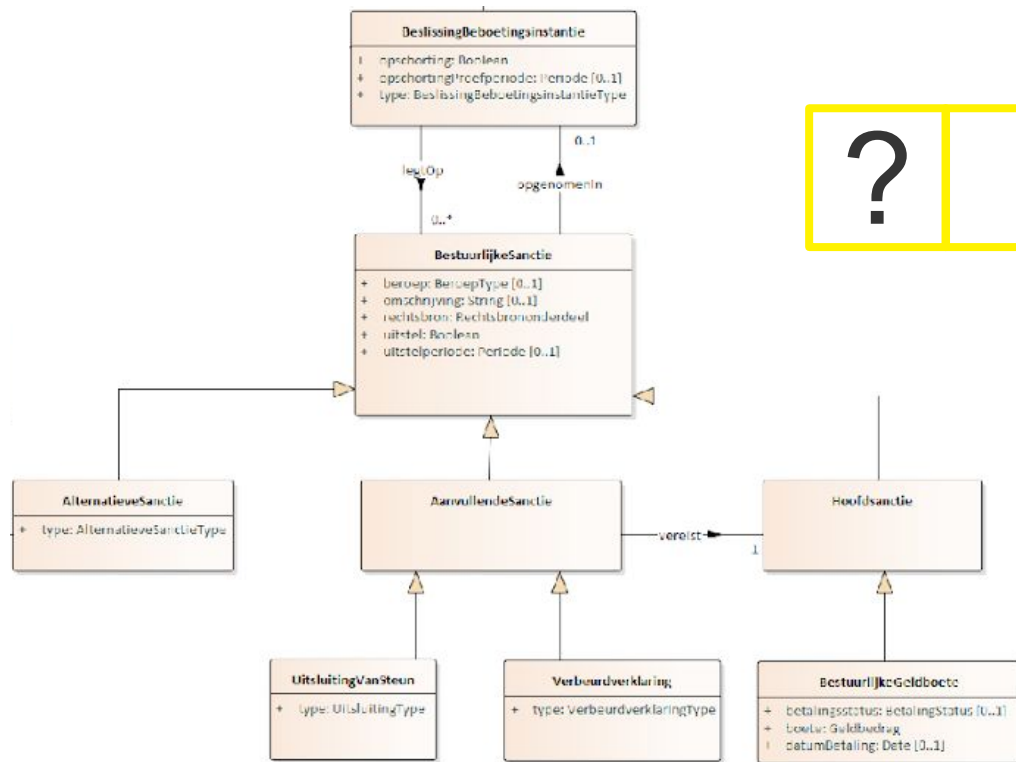 BeslissingBeboetingsinstantie
+ opschorting: Boolean
+ opschortingProefperiode: Periode [0..1]
+ type: BeslissingBeboetingsinstantieType
0..1
legtOp
opgenomenIn
0..*
?
BestuurlijkeSanctie
+ beroep: BeroepType [0..1]
+ omschrijving: String [0..1]
+ rechtsbron: Rechtsbrononderdeel
+ uitstel: Boolean
+ uitstelperiode: Periode [0..1]
AlternatieveSanctie
+ type: AlternatieveSanctieType
AanvullendeSanctie
vereist
1
Hoofdsanctie
UitsluitingVanSteun
+ type: UitsluitingType
Verbeurdverklaring
+ type: VerbeurdverklaringType
BestuurlijkeGeldboete
+ betalingsstatus: BetalingStatus [0..1]
+ boete: Geldbedrag
+ datumBetaling: Date [0..1]